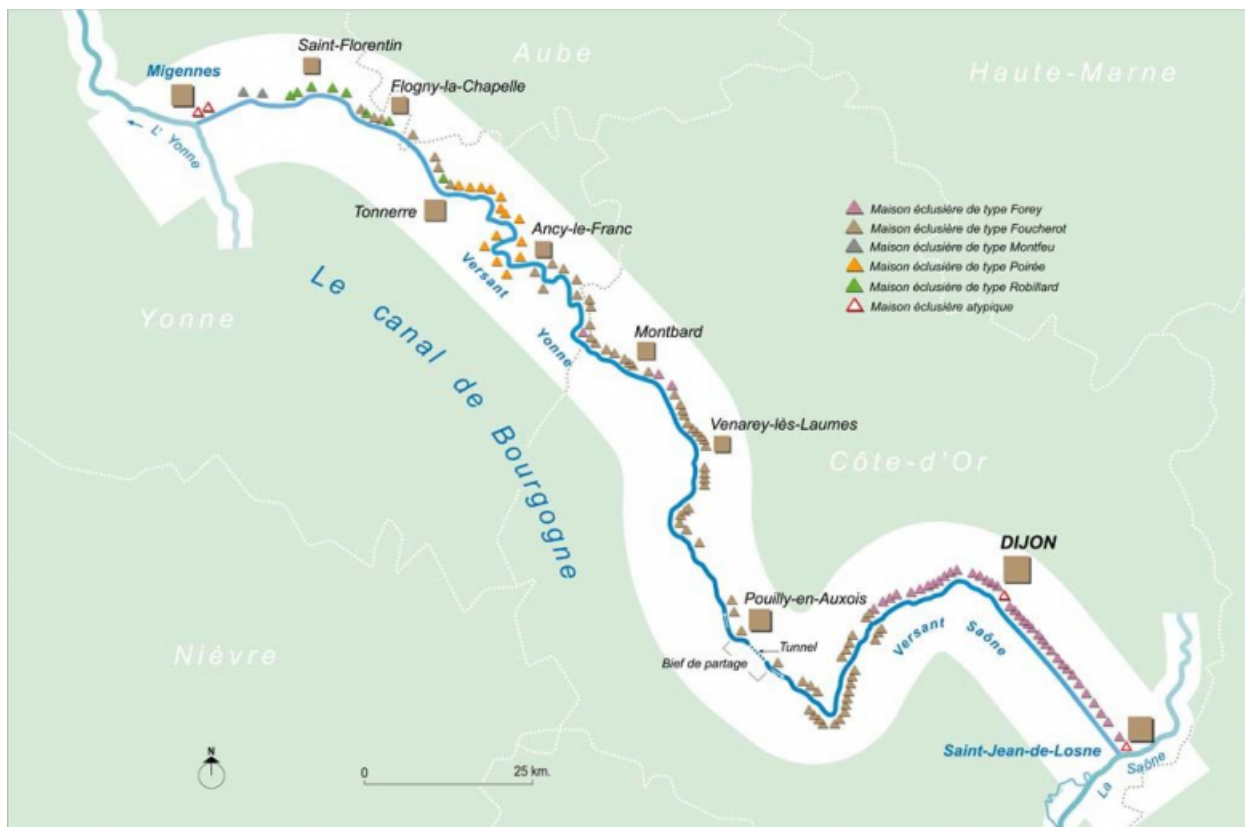 Saint-Florentin
Aube
Haute-Marne
Migennes
Flogny-la-Chapelle
L' Yonne
Tonnerre
Ancy-le-Franc
Maison éclusière de type Forey
Maison éclusière de type Foucherot
Maison éclusière de type Montfeu
Maison éclusière de type Poirée
Maison éclusière de type Robillard
Maison éclusière atypique
Versant
Yonne
Yonne
Le canal de Bourgogne
Montbard
Venarey-lès-Laumes
Côte-d'Or
DIJON
Pouilly-en-Auxois
Tunnel
Bief de partage
Versant Saône
Nièvre
Saint-Jean-de-Losne
La Saône
N
0 25 km.